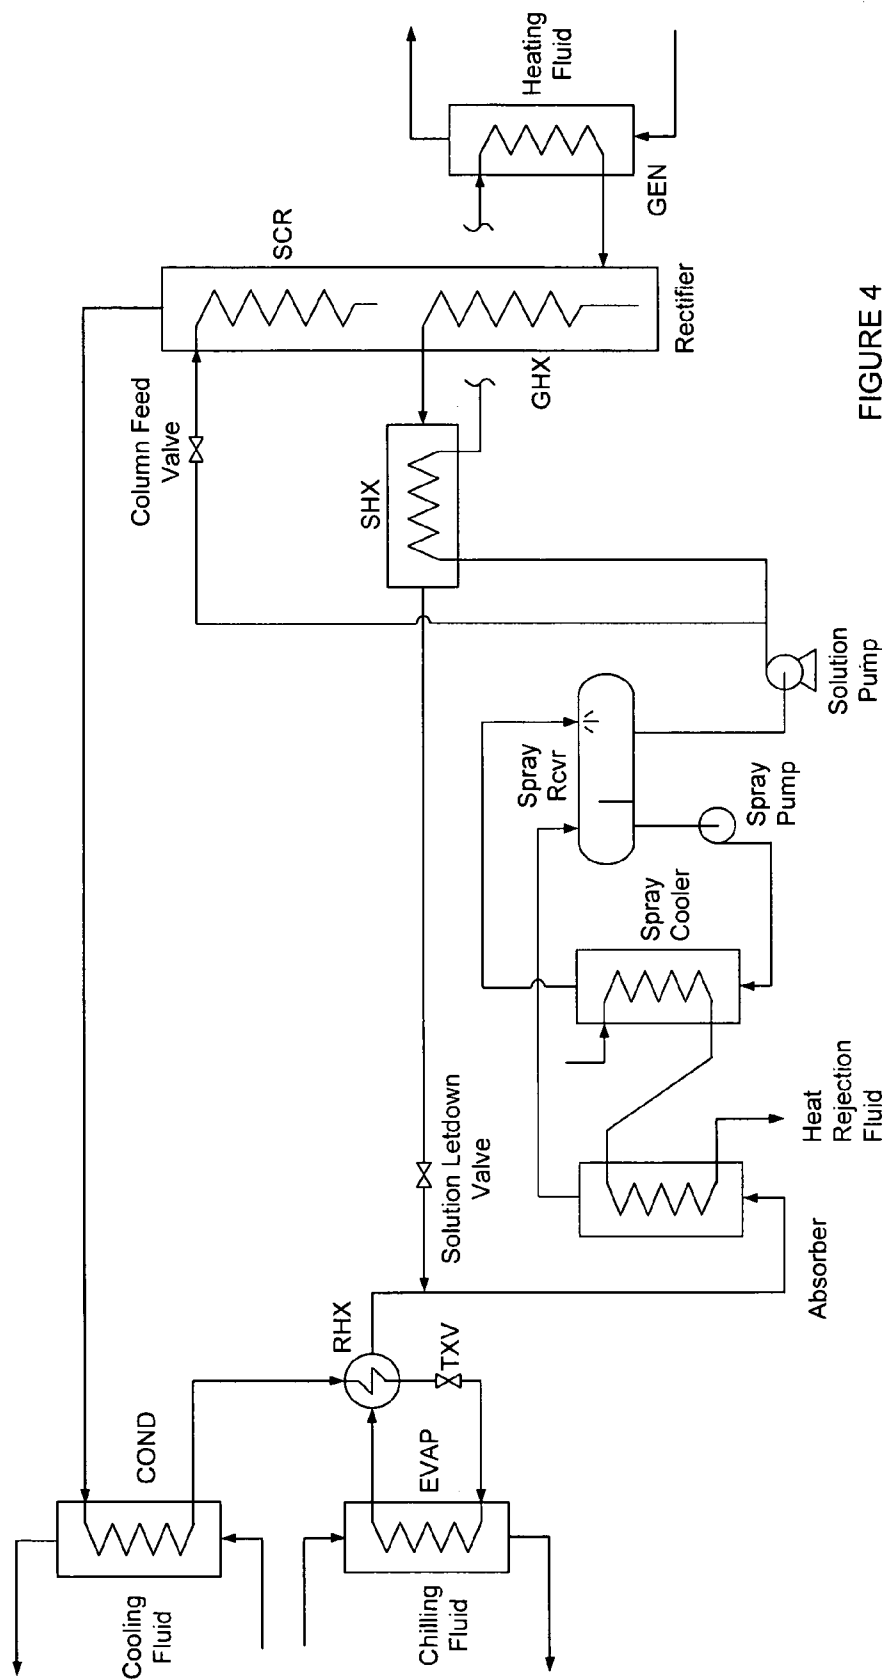 Heating
Fluid
GEN
SCR
Rectifier
GHX
Column Feed
Valve
SHX
Solution
Pump
Spray
Rcvr
Spray
Pump
Spray
Cooler
Heat
Rejection
Fluid
Absorber
Solution Letdown
Valve
RHX
TXV
COND
EVAP
Cooling
Fluid
Chilling
Fluid
FIGURE 4